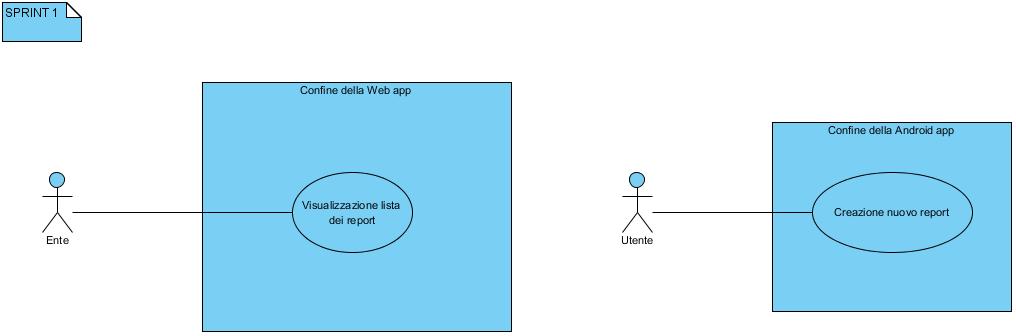 SPRINT 1
Confine della Web app
Visualizzazione lista
dei report
Ente
Confine della Android app
Creazione nuovo report
Utente